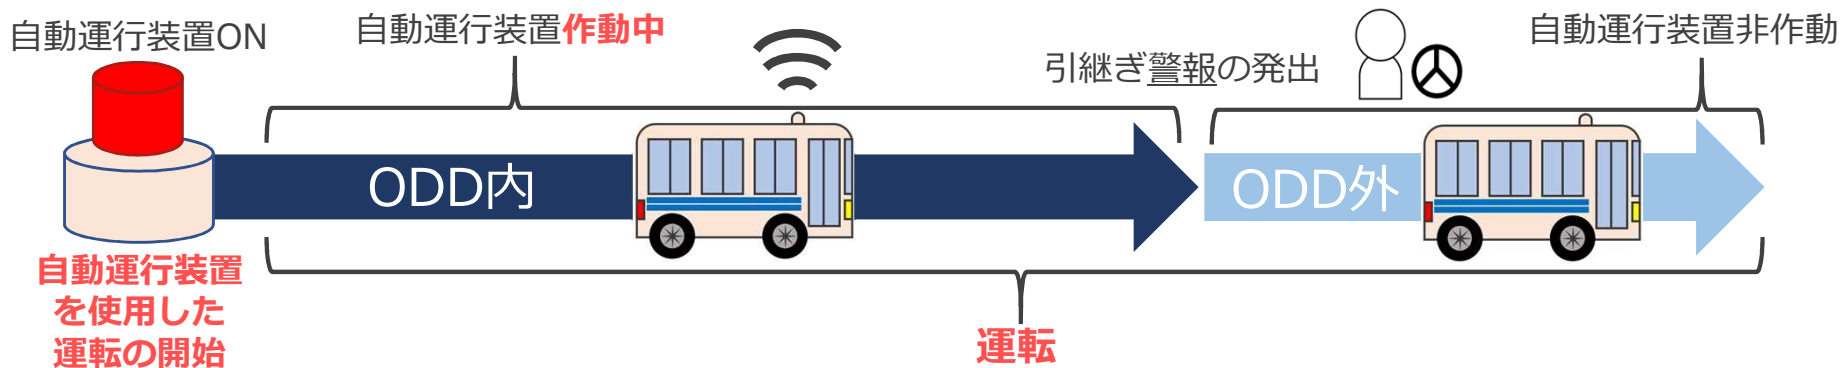 自動運行装置ON
自動運行装置作動中
引継ぎ警報の発出
自動運行装置非作動
ODD内
ODD外
自動運行装置
を使用した
運転の開始
運転